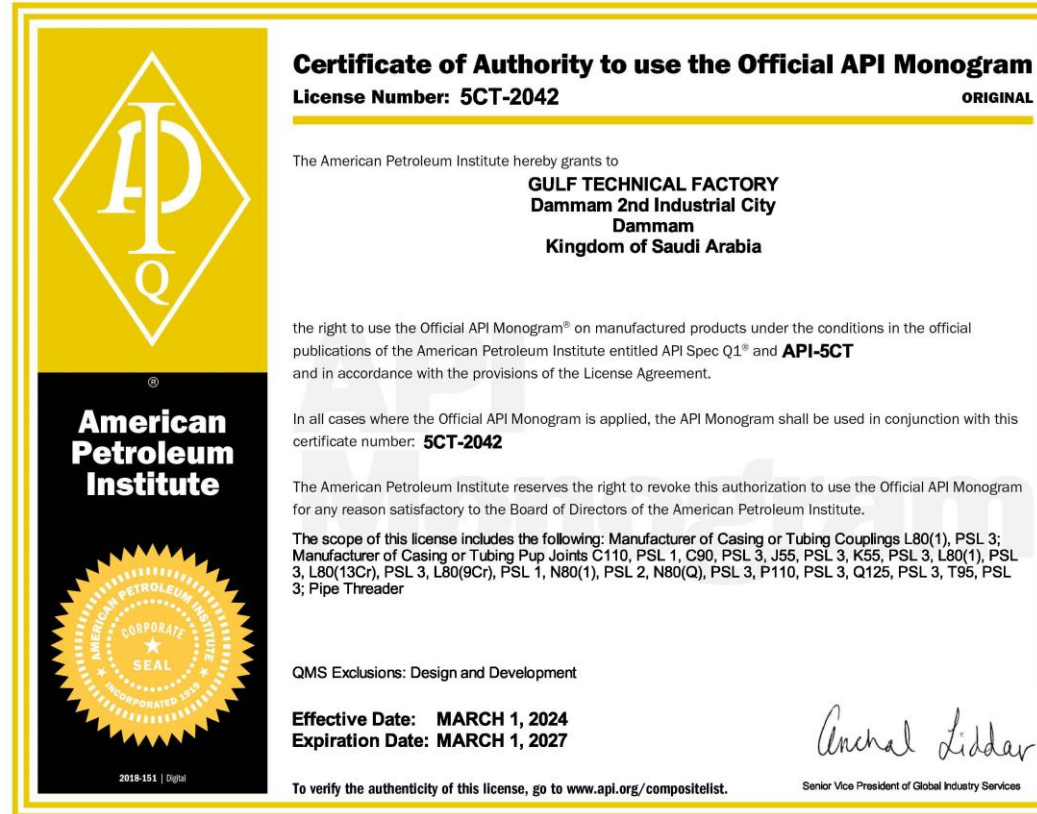 Certificate of Authority to use the Official API Monogram
License Number: 5CT-2042
ORIGINAL
The American Petroleum Institute hereby grants to
GULF TECHNICAL FACTORY
Dammam 2nd Industrial City
Dammam
Kingdom of Saudi Arabia
the right to use the Official API Monogram® on manufactured products under the conditions in the official
publications of the American Petroleum Institute entitled API Spec Q1® and API-5CT
and in accordance with the provisions of the License Agreement.
In all cases where the Official API Monogram is applied, the API Monogram shall be used in conjunction with this
certificate number: 5CT-2042
The American Petroleum Institute reserves the right to revoke this authorization to use the Official API Monogram
for any reason satisfactory to the Board of Directors of the American Petroleum Institute.
The scope of this license includes the following: Manufacturer of Casing or Tubing Couplings L80(1), PSL 3;
Manufacturer of Casing or Tubing Pup Joints C110, PSL 1, C90, PSL 3, J55, PSL 3, K55, PSL 3, L80(1), PSL
3, L80(13Cr), PSL 3, L80(9Cr), PSL 1, N80(1), PSL 2, N80(Q), PSL 3, P110, PSL 3, Q125, PSL 3, T95, PSL
3; Pipe Threader
QMS Exclusions: Design and Development
Effective Date: MARCH 1, 2024
Expiration Date: MARCH 1, 2027
To verify the authenticity of this license, go to www.api.org/compositelist.
Anchal Liddar
Senior Vice President of Global Industry Services
API
Q
®
American
Petroleum
Institute
AMERICAN PETROLEUM INSTITUTE
CORPORATE
SEAL
INCORPORATED 1919
2018-151 | Digital
API
Monogram